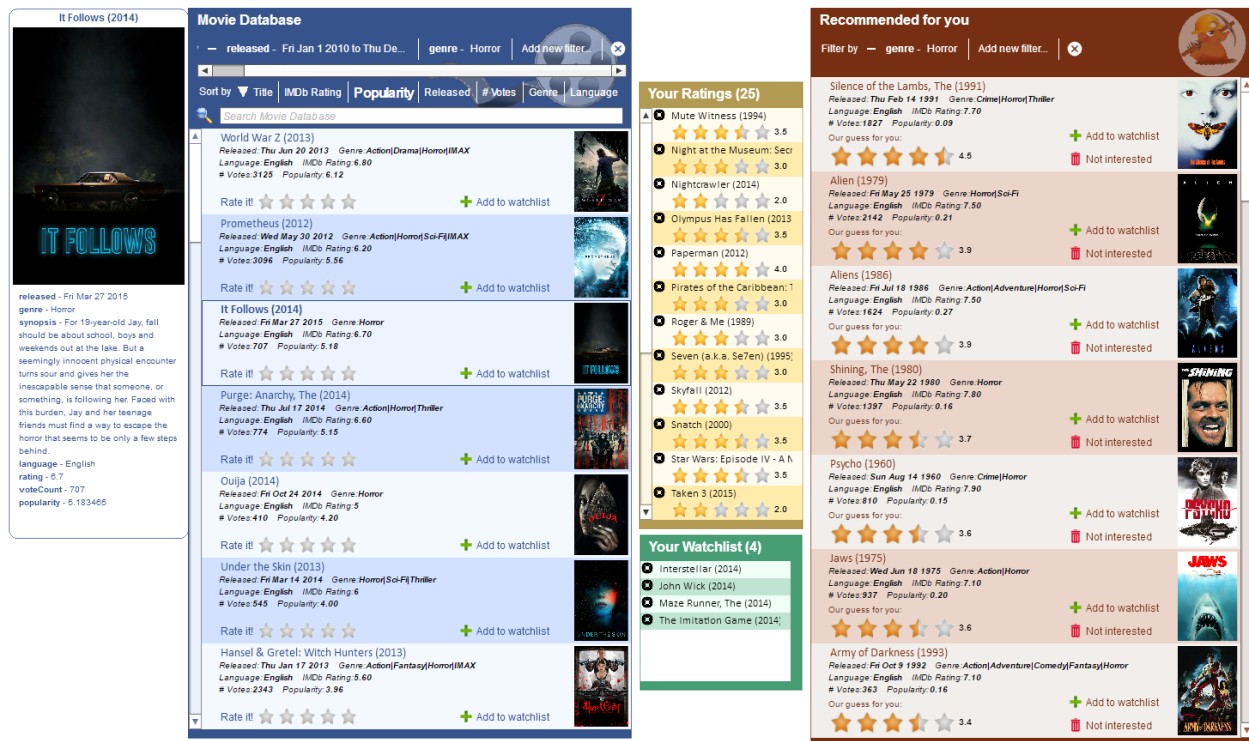 It Follows (2014)
IT FOLLOWS
released - Fri Mar 27 2015
genre - Horror
synopsis - For 19-year-old Jay, fall
should be about school, boys and
weekends out at the lake. But a
seemingly innocent physical encounter
turns sour and gives her the
inescapable sense that someone, or
something, is following her. Faced with
this burden, Jay and her teenage
friends must find a way to escape the
horror that seems to be only a few steps
behind.
language - English
rating - 6.7
voteCount - 707
popularity - 5.183465
Movie Database
released - Fri Jan 1 2010 to Thu De...
genre - Horror
Add new filter...
Sort by Title IMDb Rating Popularity Released # Votes Genre Language
Search Movie Database
World War Z (2013)
Released: Thu Jun 20 2013 Genre: Action|Drama|Horror|IMAX
Language: English IMDb Rating: 6.80
# Votes: 3125 Popularity: 6.12
Rate it! Add to watchlist
Prometheus (2012)
Released: Wed May 30 2012 Genre: Action|Horror|Sci-Fi|IMAX
Language: English IMDb Rating: 6.20
# Votes: 3096 Popularity: 5.56
Rate it! Add to watchlist
It Follows (2014)
Released: Fri Mar 27 2015 Genre: Horror
Language: English IMDb Rating: 6.70
# Votes: 707 Popularity: 5.18
Rate it! Add to watchlist
IT FOLLOWS
Purge: Anarchy, The (2014)
Released: Thu Jul 17 2014 Genre: Action|Horror|Thriller
Language: English IMDb Rating: 6.60
# Votes: 774 Popularity: 5.15
Rate it! Add to watchlist
PURGE
ANARCHY
Ouija (2014)
Released: Fri Oct 24 2014 Genre: Horror
Language: English IMDb Rating: 5
# Votes: 410 Popularity: 4.20
Rate it! Add to watchlist
OUIJA
Under the Skin (2013)
Released: Fri Mar 14 2014 Genre: Horror|Sci-Fi|Thriller
Language: English IMDb Rating: 6
# Votes: 545 Popularity: 4.00
Rate it! Add to watchlist
UNDER THE SKIN
Hansel & Gretel: Witch Hunters (2013)
Released: Thu Jan 17 2013 Genre: Action|Fantasy|Horror|IMAX
Language: English IMDb Rating: 5.60
# Votes: 2343 Popularity: 3.96
Rate it! Add to watchlist
Your Ratings (25)
Mute Witness (1994)
3.5
Night at the Museum: Secr
3.0
Nightcrawler (2014)
2.0
Olympus Has Fallen (2013
3.5
Paperman (2012)
4.0
Pirates of the Caribbean: T
3.0
Roger & Me (1989)
3.0
Seven (a.k.a. Se7en) (1995)
3.0
Skyfall (2012)
3.5
Snatch (2000)
3.5
Star Wars: Episode IV - A N
3.5
Taken 3 (2015)
2.0
Your Watchlist (4)
Interstellar (2014)
John Wick (2014)
Maze Runner, The (2014)
The Imitation Game (2014)
Recommended for you
Filter by genre - Horror Add new filter...
Silence of the Lambs, The (1991)
Released: Thu Feb 14 1991 Genre: Crime|Horror|Thriller
Language: English IMDb Rating: 7.70
# Votes: 1827 Popularity: 0.09
Our guess for you: Add to watchlist
4.5 Not interested
Alien (1979)
Released: Fri May 25 1979 Genre: Horror|Sci-Fi
Language: English IMDb Rating: 7.50
# Votes: 2142 Popularity: 0.21
Our guess for you: Add to watchlist
3.9 Not interested
ALIEN
Aliens (1986)
Released: Fri Jul 18 1986 Genre: Action|Adventure|Horror|Sci-Fi
Language: English IMDb Rating: 7.50
# Votes: 1624 Popularity: 0.27
Our guess for you: Add to watchlist
3.9 Not interested
ALIENS
Shining, The (1980)
Released: Thu May 22 1980 Genre: Horror
Language: English IMDb Rating: 7.80
# Votes: 1397 Popularity: 0.16
Our guess for you: Add to watchlist
3.7 Not interested
THE SHiNiNG
Psycho (1960)
Released: Sun Aug 14 1960 Genre: Crime|Horror
Language: English IMDb Rating: 7.90
# Votes: 810 Popularity: 0.15
Our guess for you: Add to watchlist
3.6 Not interested
PSYCHO
Jaws (1975)
Released: Wed Jun 18 1975 Genre: Action|Horror
Language: English IMDb Rating: 7.10
# Votes: 937 Popularity: 0.20
Our guess for you: Add to watchlist
3.6 Not interested
JAWS
Army of Darkness (1993)
Released: Fri Oct 9 1992 Genre: Action|Adventure|Comedy|Fantasy|Horror
Language: English IMDb Rating: 7.10
# Votes: 363 Popularity: 0.16
Our guess for you: Add to watchlist
3.4 Not interested
ARMY OF DARKNESS